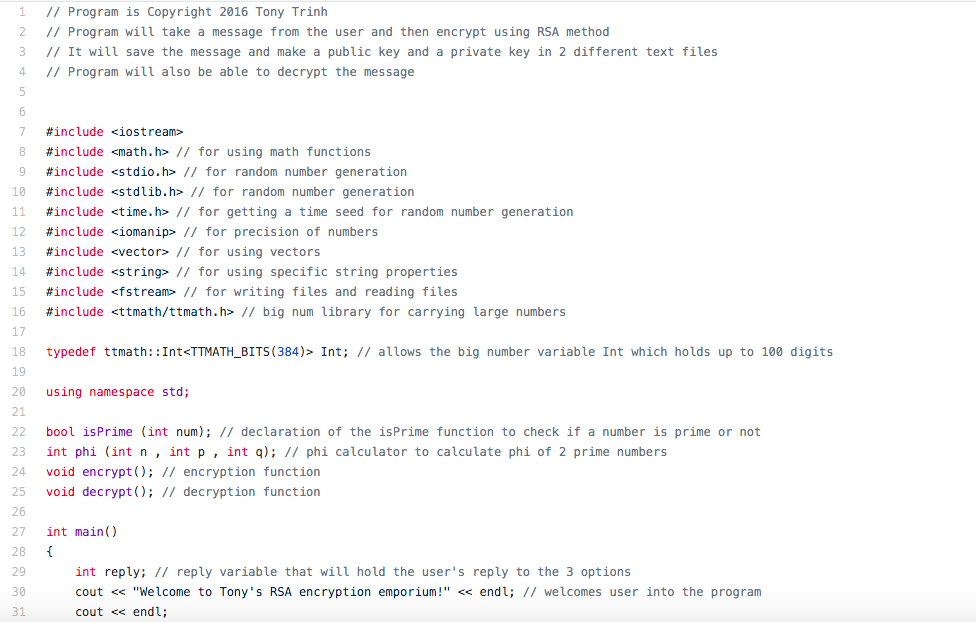 1 // Program is Copyright 2016 Tony Trinh
2 // Program will take a message from the user and then encrypt using RSA method
3 // It will save the message and make a public key and a private key in 2 different text files
4 // Program will also be able to decrypt the message
5
6
7 #include <iostream>
8 #include <math.h> // for using math functions
9 #include <stdio.h> // for random number generation
10 #include <stdlib.h> // for random number generation
11 #include <time.h> // for getting a time seed for random number generation
12 #include <iomanip> // for precision of numbers
13 #include <vector> // for using vectors
14 #include <string> // for using specific string properties
15 #include <fstream> // for writing files and reading files
16 #include <ttmath/ttmath.h> // big num library for carrying large numbers
17
18 typedef ttmath::Int<TTMATH_BITS(384)> Int; // allows the big number variable Int which holds up to 100 digits
19
20 using namespace std;
21
22 bool isPrime (int num); // declaration of the isPrime function to check if a number is prime or not
23 int phi (int n , int p , int q); // phi calculator to calculate phi of 2 prime numbers
24 void encrypt(); // encryption function
25 void decrypt(); // decryption function
26
27 int main()
28 {
29     int reply; // reply variable that will hold the user's reply to the 3 options
30     cout << "Welcome to Tony's RSA encryption emporium!" << endl; // welcomes user into the program
31     cout << endl;